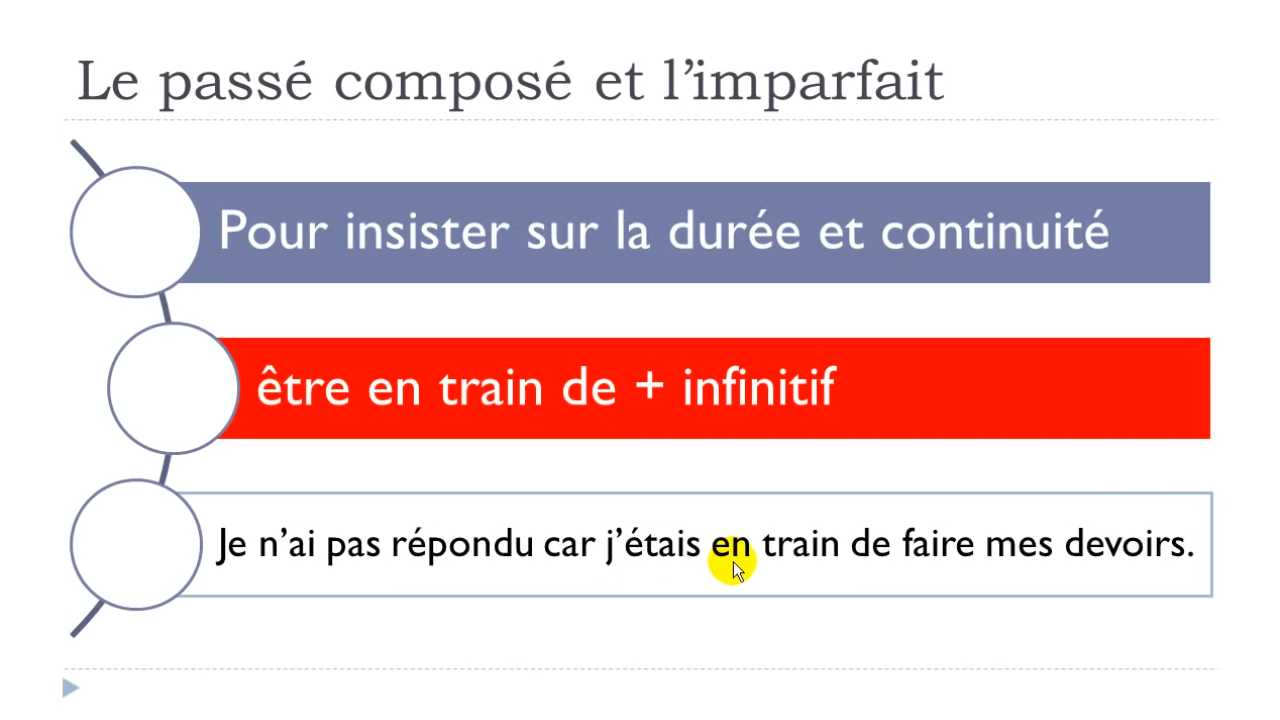 Le passé composé et l’imparfait
Pour insister sur la durée et continuité
être en train de + infinitif
Je n’ai pas répondu car j’étais en train de faire mes devoirs.